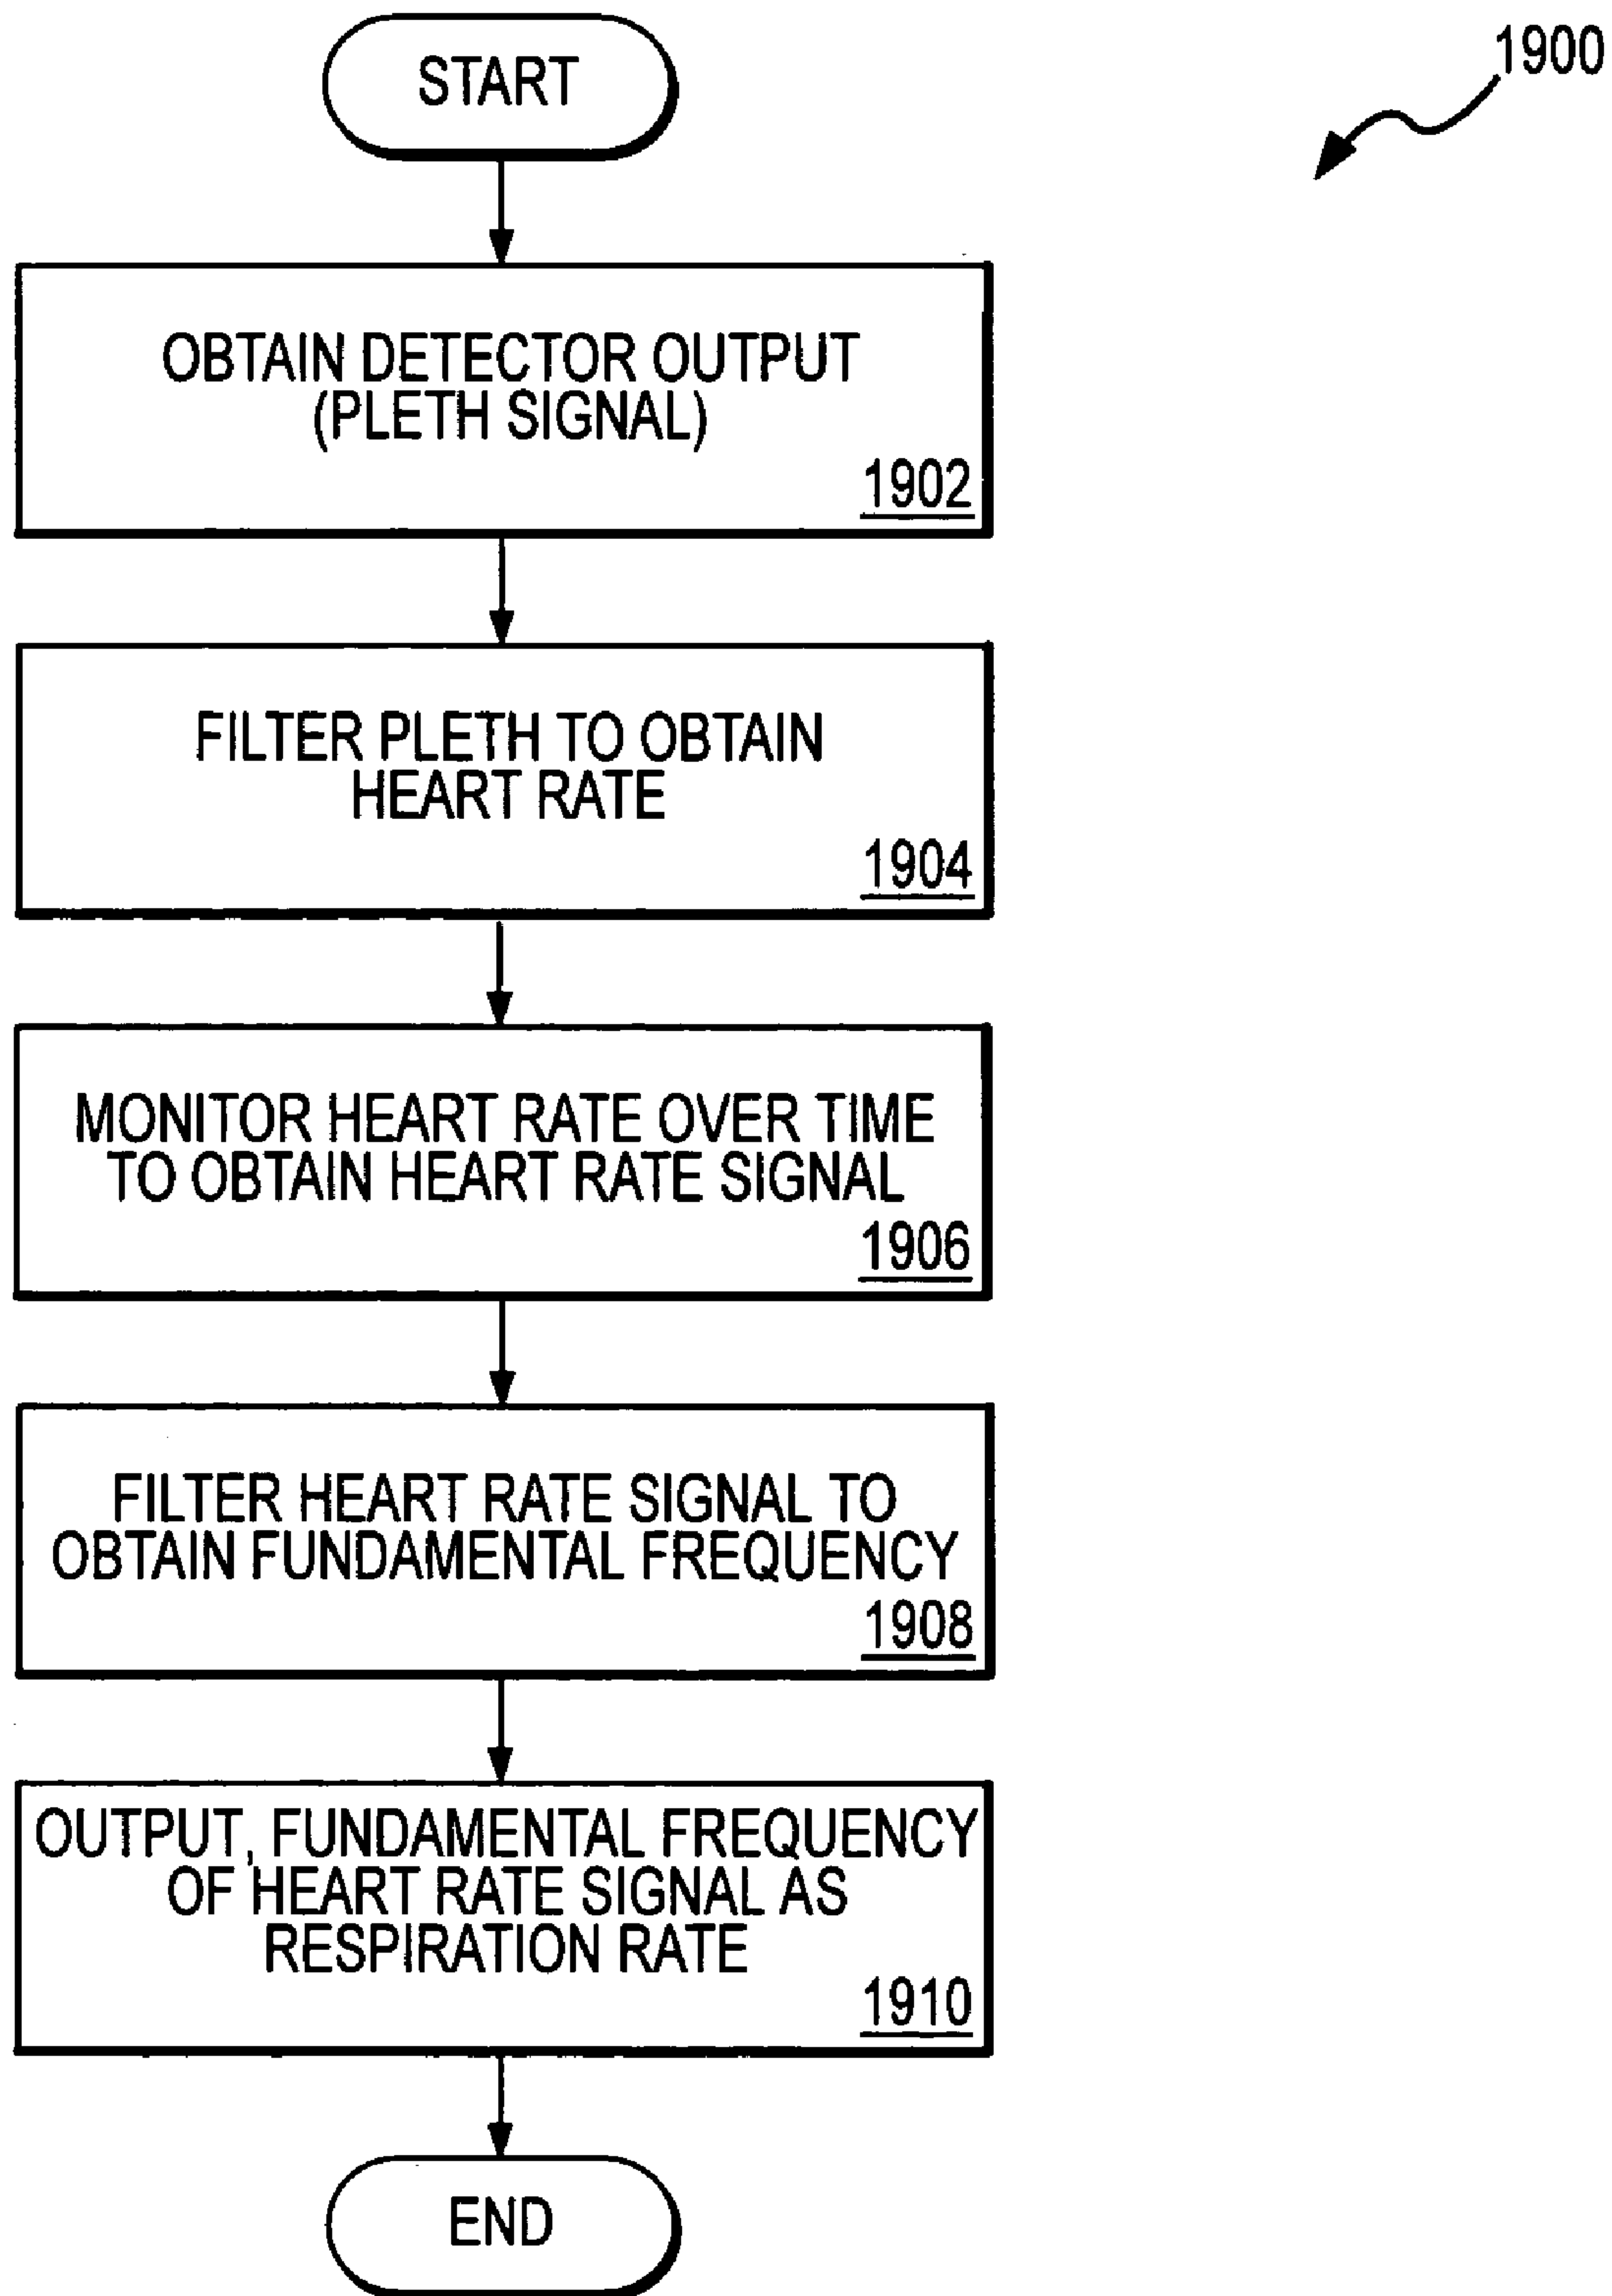 START
1900
OBTAIN DETECTOR OUTPUT
(PLETH SIGNAL)
1902
FILTER PLETH TO OBTAIN
HEART RATE
1904
MONITOR HEART RATE OVER TIME
TO OBTAIN HEART RATE SIGNAL
1906
FILTER HEART RATE SIGNAL TO
OBTAIN FUNDAMENTAL FREQUENCY
1908
OUTPUT, FUNDAMENTAL FREQUENCY
OF HEART RATE SIGNAL AS
RESPIRATION RATE
1910
END